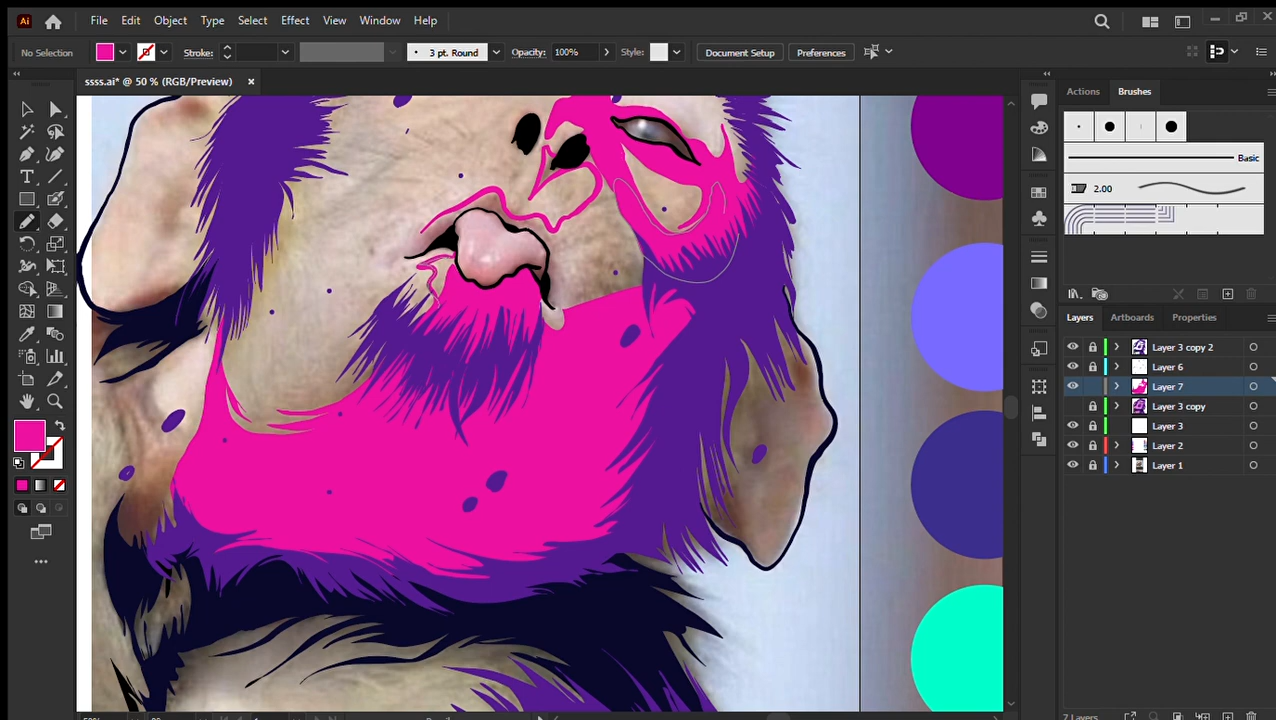 Ai File Edit Object Type Select Effect View Window Help
No Selection Stroke: 3 pt. Round Opacity: 100% Style: Document Setup Preferences
ssss.ai* @ 50 % (RGB/Preview)
Actions Brushes
Basic
2.00
Layers Artboards Properties
Layer 3 copy 2
Layer 6
Layer 7
Layer 3 copy
Layer 3
Layer 2
Layer 1
7 Layers